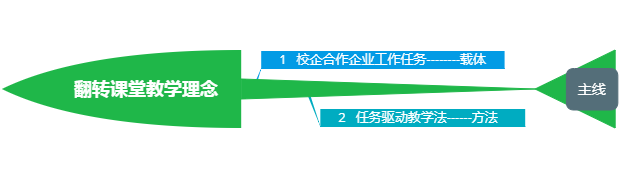 1 校企合作企业工作任务--------载体
翻转课堂教学理念
主线
2 任务驱动教学法------方法